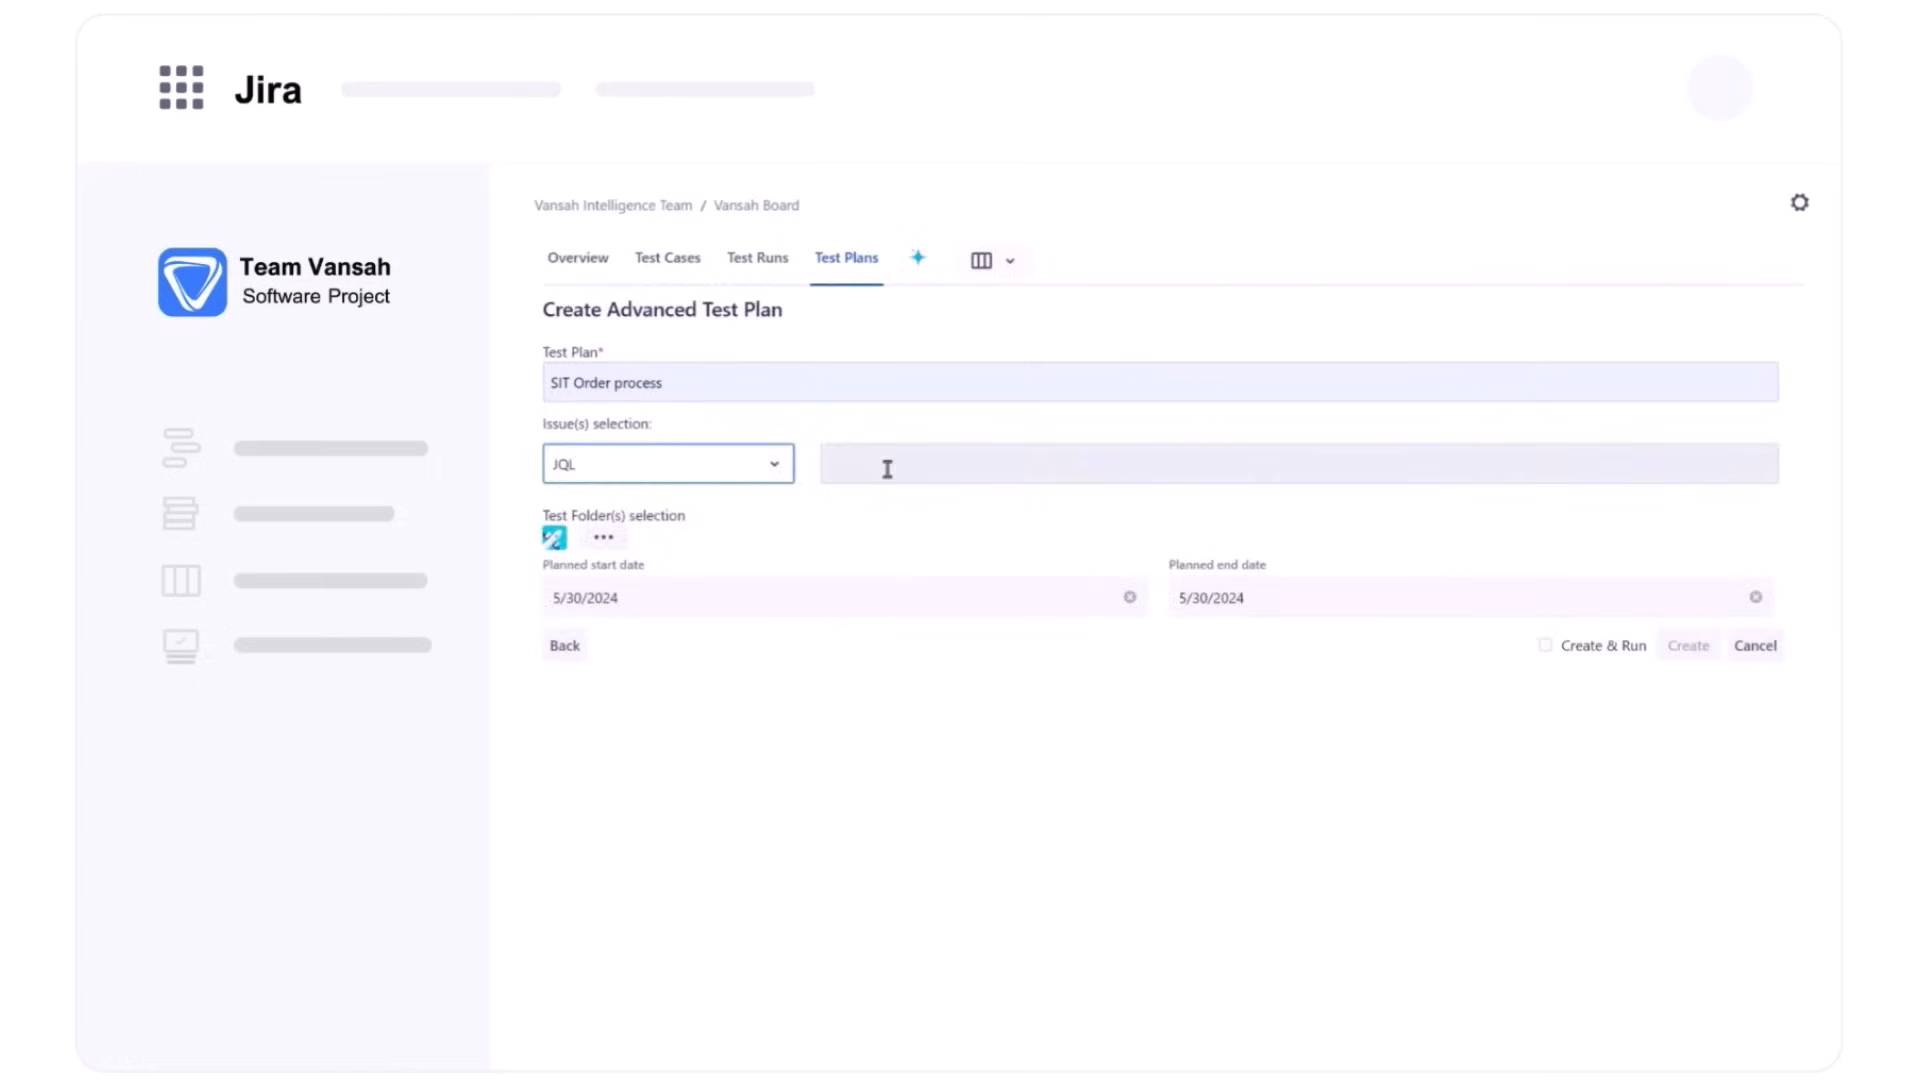 Jira
Vansah Intelligence Team / Vansah Board
Team Vansah
Software Project
Overview Test Cases Test Runs Test Plans
Create Advanced Test Plan
Test Plan*
SIT Order process
Issue(s) selection:
JQL
Test Folder(s) selection
Planned start date Planned end date
5/30/2024 5/30/2024
Back Create & Run Create Cancel